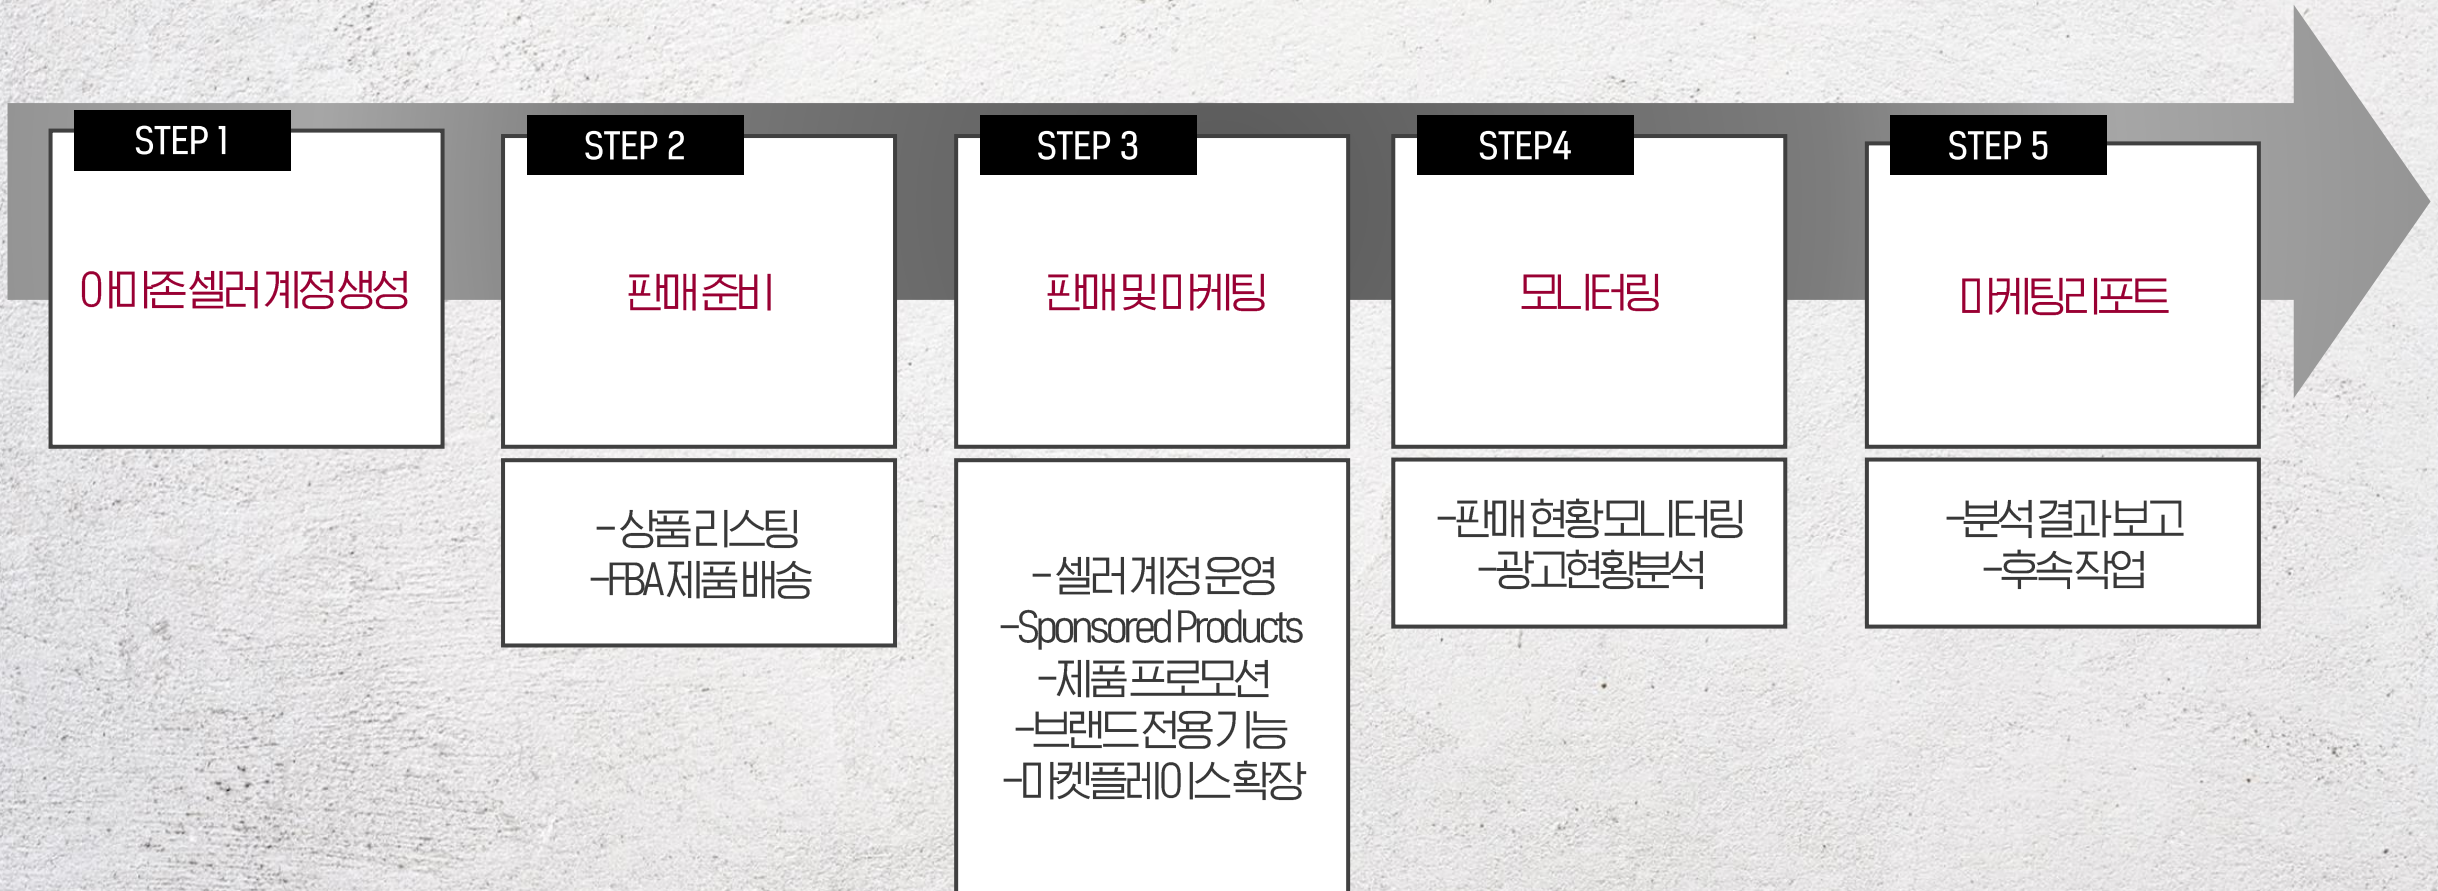 STEP 1
아마존 셀러 계정 생성
STEP 2
판매 준비
- 상품 리스팅
-FBA 제품 배송
STEP 3
판매 및 마케팅
- 셀러 계정 운영
-Sponsored Products
-제품 프로모션
-브랜드 전용 기능
-마켓플레이스 확장
STEP4
모니터링
-판매 현황 모니터링
-광고현황분석
STEP 5
마케팅리포트
-분석 결과 보고
-후속 작업